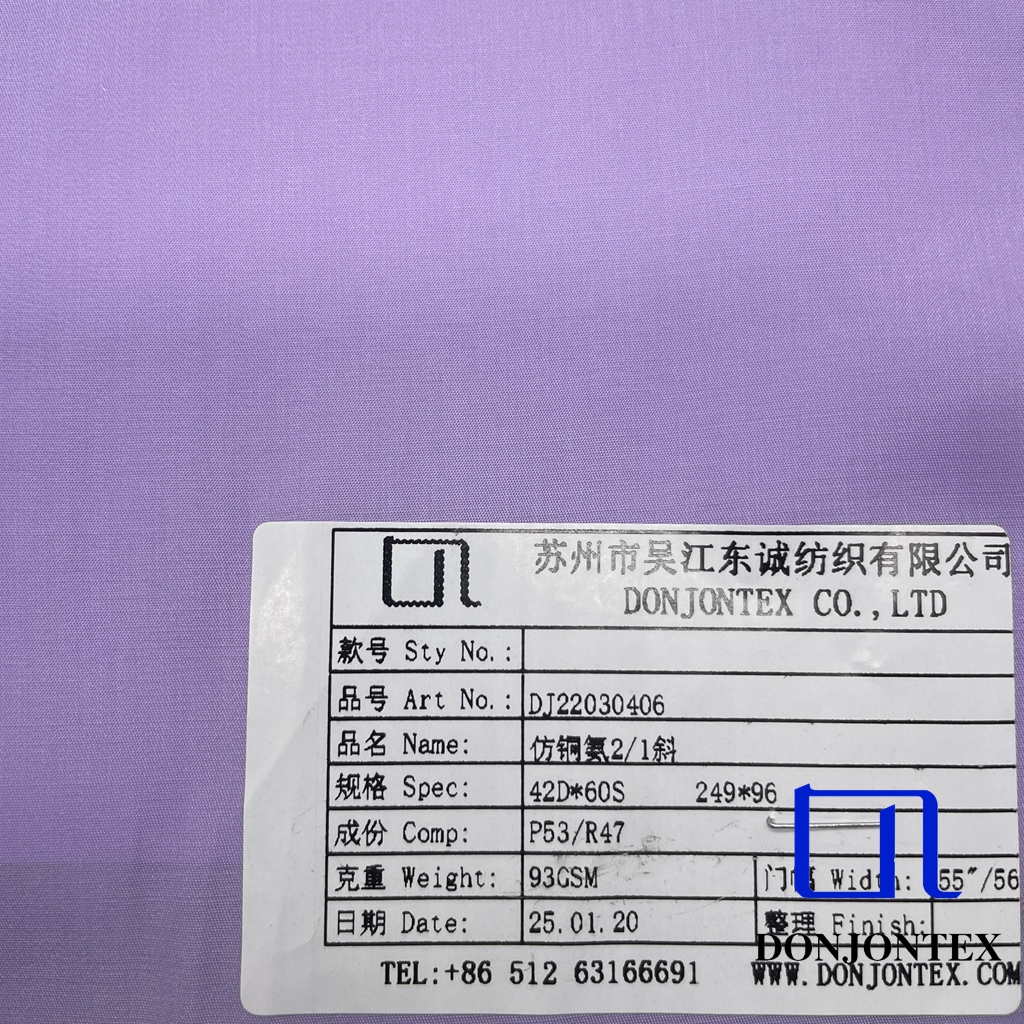 苏州市吴江东诚纺织有限公司
DONJONTEX CO.,LTD
款号 Sty No.:
品号 Art No.: DJ22030406
品名 Name: 仿铜氨2/1斜
规格 Spec: 42D*60S 249*96
成份 Comp: P53/R47
克重 Weight: 93GSM 门幅 Width: 55"/56
日期 Date: 25.01.20 整理 Finish:
DONJONTEX
TEL:+86 512 63166691 WWW.DONJONTEX.COM